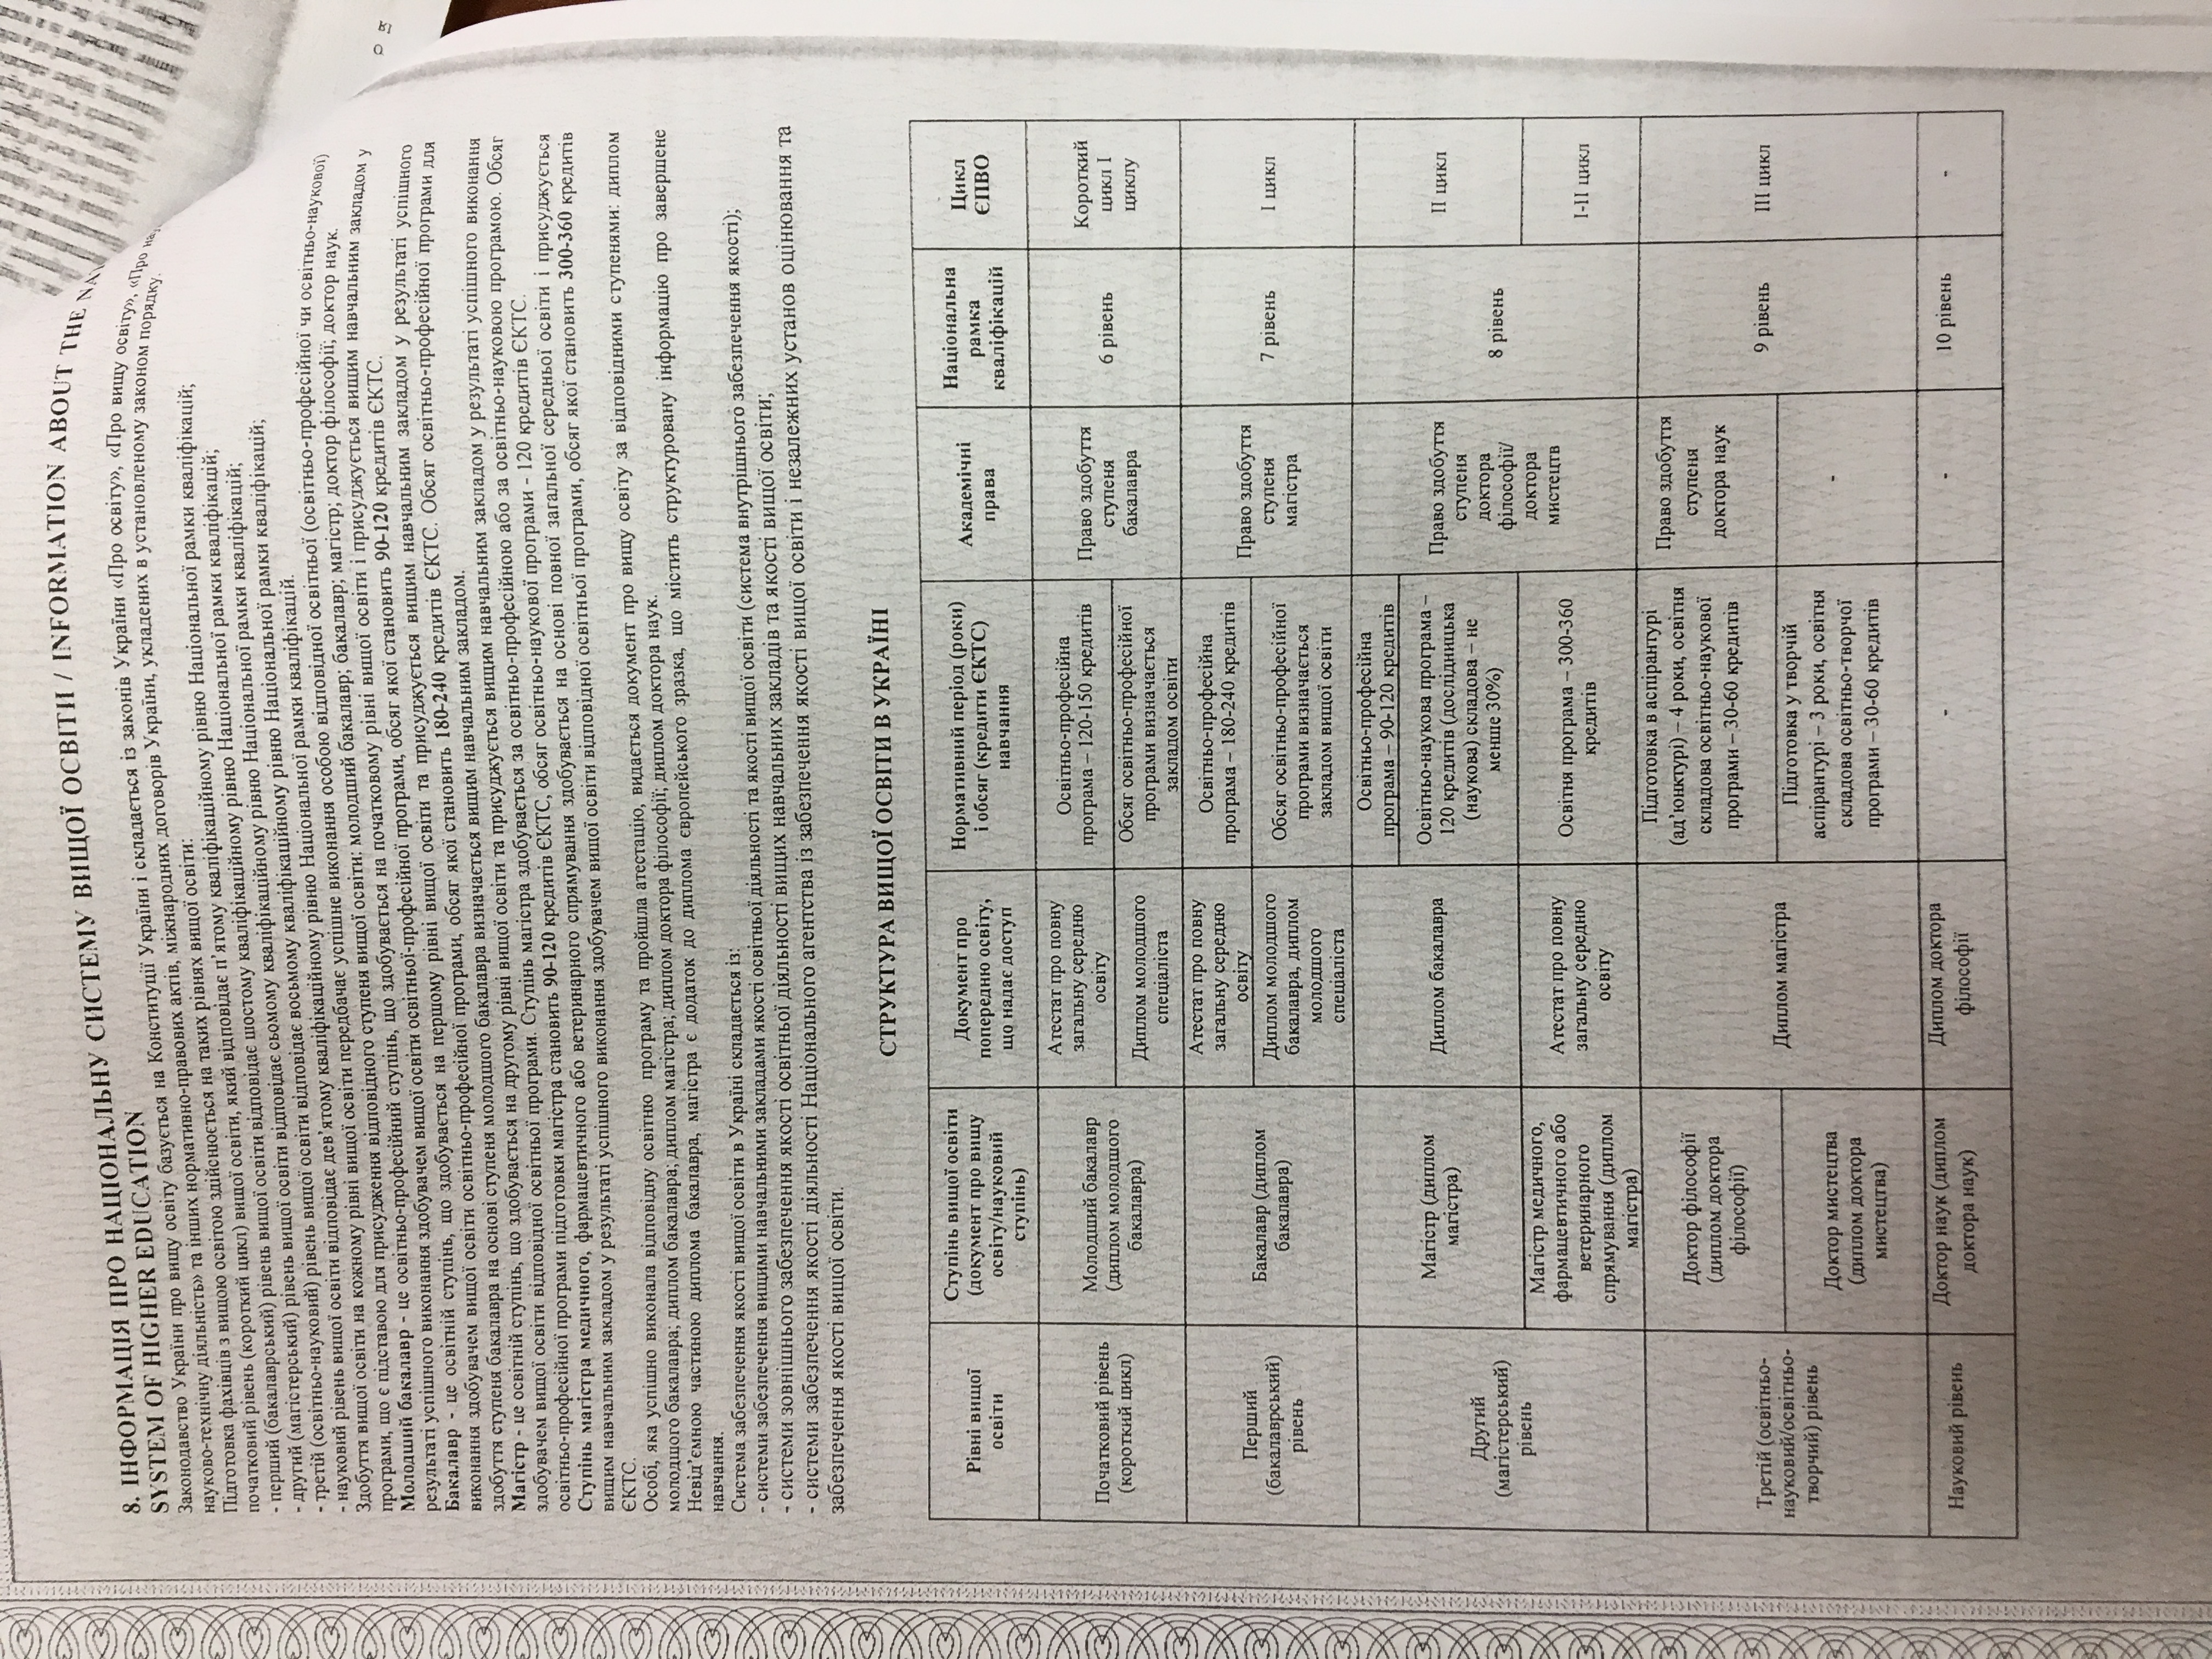 8. ІНФОРМАЦІЯ ПРО НАЦІОНАЛЬНУ СИСТЕМУ ВИЩОЇ ОСВІТИ / INFORMATION ABOUT THE NA
SYSTEM OF HIGHER EDUCATION
Законодавство України про вищу освіту базується на Конституції України і складається із законів України «Про освіту», «Про вищу освіту», «Про
науково-технічну діяльність» та інших нормативно-правових актів, міжнародних договорів України, укладених в установленому законом порядку.
Підготовка фахівців з вищою освітою здійснюється на таких рівнях вищої освіти:
початковий рівень (короткий цикл) вищої освіти, який відповідає п’ятому кваліфікаційному рівню Національної рамки кваліфікацій;
- перший (бакалаврський) рівень вищої освіти відповідає шостому кваліфікаційному рівню Національної рамки кваліфікацій;
- другий (магістерський) рівень вищої освіти відповідає сьомому кваліфікаційному рівню Національної рамки кваліфікацій;
- третій (освітньо-науковий) рівень вищої освіти відповідає восьмому кваліфікаційному рівню Національної рамки кваліфікацій;
- науковий рівень вищої освіти відповідає дев’ятому кваліфікаційному рівню Національної рамки кваліфікацій.
Здобуття вищої освіти на кожному рівні вищої освіти передбачає успішне виконання особою відповідної освітньої (освітньо-професійної чи освітньо-наукової)
програми, що є підставою для присудження відповідного ступеня вищої освіти: молодший бакалавр; бакалавр; магістр; доктор філософії; доктор наук.
Молодший бакалавр - це освітньо-професійний ступінь, що здобувається на початковому рівні вищої освіти і присуджується вищим навчальним закладом у
результаті успішного виконання здобувачем вищої освіти освітньої-професійної програми, обсяг якої становить 90-120 кредитів ЄКТС.
Бакалавр - це освітній ступінь, що здобувається на першому рівні вищої освіти та присуджується вищим навчальним закладом у результаті успішного
виконання здобувачем вищої освіти освітньо-професійної програми, обсяг якої становить 180-240 кредитів ЄКТС. Обсяг освітньо-професійної програми для
здобуття ступеня бакалавра на основі ступеня молодшого бакалавра визначається вищим навчальним закладом.
Магістр - це освітній ступінь, що здобувається на другому рівні вищої освіти та присуджується вищим навчальним закладом у результаті успішного виконання
здобувачем вищої освіти відповідної освітньої програми. Ступінь магістра здобувається за освітньо-професійною або за освітньо-науковою програмою. Обсяг
освітньо-професійної програми підготовки магістра становить 90-120 кредитів ЄКТС, обсяг освітньо-наукової програми - 120 кредитів ЄКТС.
Ступінь магістра медичного, фармацевтичного або ветеринарного спрямування здобувається на основі повної загальної середньої освіти і присуджується
вищим навчальним закладом у результаті успішного виконання здобувачем вищої освіти відповідної освітньої програми, обсяг якої становить 300-360 кредитів
ЄКТС.
Особі, яка успішно виконала відповідну освітню програму та пройшла атестацію, видається документ про вищу освіту за відповідними ступенями: диплом
молодшого бакалавра; диплом бакалавра; диплом магістра; диплом доктора філософії; диплом доктора наук.
Невід’ємною частиною диплома бакалавра, магістра є додаток до диплома європейського зразка, що містить структуровану інформацію про завершене
навчання.
Система забезпечення якості вищої освіти в Україні складається із:
- системи забезпечення вищими навчальними закладами якості освітньої діяльності та якості вищої освіти (система внутрішнього забезпечення якості);
- системи зовнішнього забезпечення якості освітньої діяльності вищих навчальних закладів та якості вищої освіти;
- системи забезпечення якості діяльності Національного агентства із забезпечення якості вищої освіти і незалежних установ оцінювання та
забезпечення якості вищої освіти.
СТРУКТУРА ВИЩОЇ ОСВІТИ В УКРАЇНІ
Рівні вищої
освіти
Ступінь вищої освіти
(документ про вищу
освіту/науковий
ступінь)
Документ про
попередню освіту,
що надає доступ
Нормативний період (роки)
і обсяг (кредити ЄКТС)
навчання
Академічні
права
Національна
рамка
кваліфікацій
Цикл
ЄПВО
Початковий рівень
(короткий цикл)
Молодший бакалавр
(диплом молодшого
бакалавра)
Атестат про повну
загальну середню
освіту
Освітньо-професійна
програма – 120-150 кредитів
Диплом молодшого
спеціаліста
Обсяг освітньо-професійної
програми визначається
закладом освіти
Право здобуття
ступеня
бакалавра
6 рівень
Короткий
цикл І
циклу
Перший
(бакалаврський)
рівень
Бакалавр (диплом
бакалавра)
Атестат про повну
загальну середню
освіту
Освітньо-професійна
програма – 180-240 кредитів
Диплом молодшого
бакалавра, диплом
молодшого
спеціаліста
Обсяг освітньо-професійної
програми визначається
закладом вищої освіти
Право здобуття
ступеня
магістра
7 рівень
І цикл
Другий
(магістерський)
рівень
Магістр (диплом
магістра)
Диплом бакалавра
Освітньо-професійна
програма – 90-120 кредитів
Освітньо-наукова програма –
120 кредитів (дослідницька
(наукова) складова – не
менше 30%)
Право здобуття
ступеня
доктора
філософії/
доктора
мистецтв
8 рівень
ІІ цикл
Магістр медичного,
фармацевтичного або
ветеринарного
спрямування (диплом
магістра)
Атестат про повну
загальну середню
освіту
Освітня програма – 300-360
кредитів
І-ІІ цикл
Третій (освітньо-
науковий/освітньо-
творчий) рівень
Доктор філософії
(диплом доктора
філософії)
Диплом магістра
Підготовка в аспірантурі
(ад’юнктурі) – 4 роки, освітня
складова освітньо-наукової
програми – 30-60 кредитів
Право здобуття
ступеня
доктора наук
9 рівень
ІІІ цикл
Доктор мистецтва
(диплом доктора
мистецтва)
Підготовка у творчій
аспірантурі – 3 роки, освітня
складова освітньо-творчої
програми – 30-60 кредитів
-
Науковий рівень
Доктор наук (диплом
доктора наук)
Диплом доктора
філософії
-
-
10 рівень
-